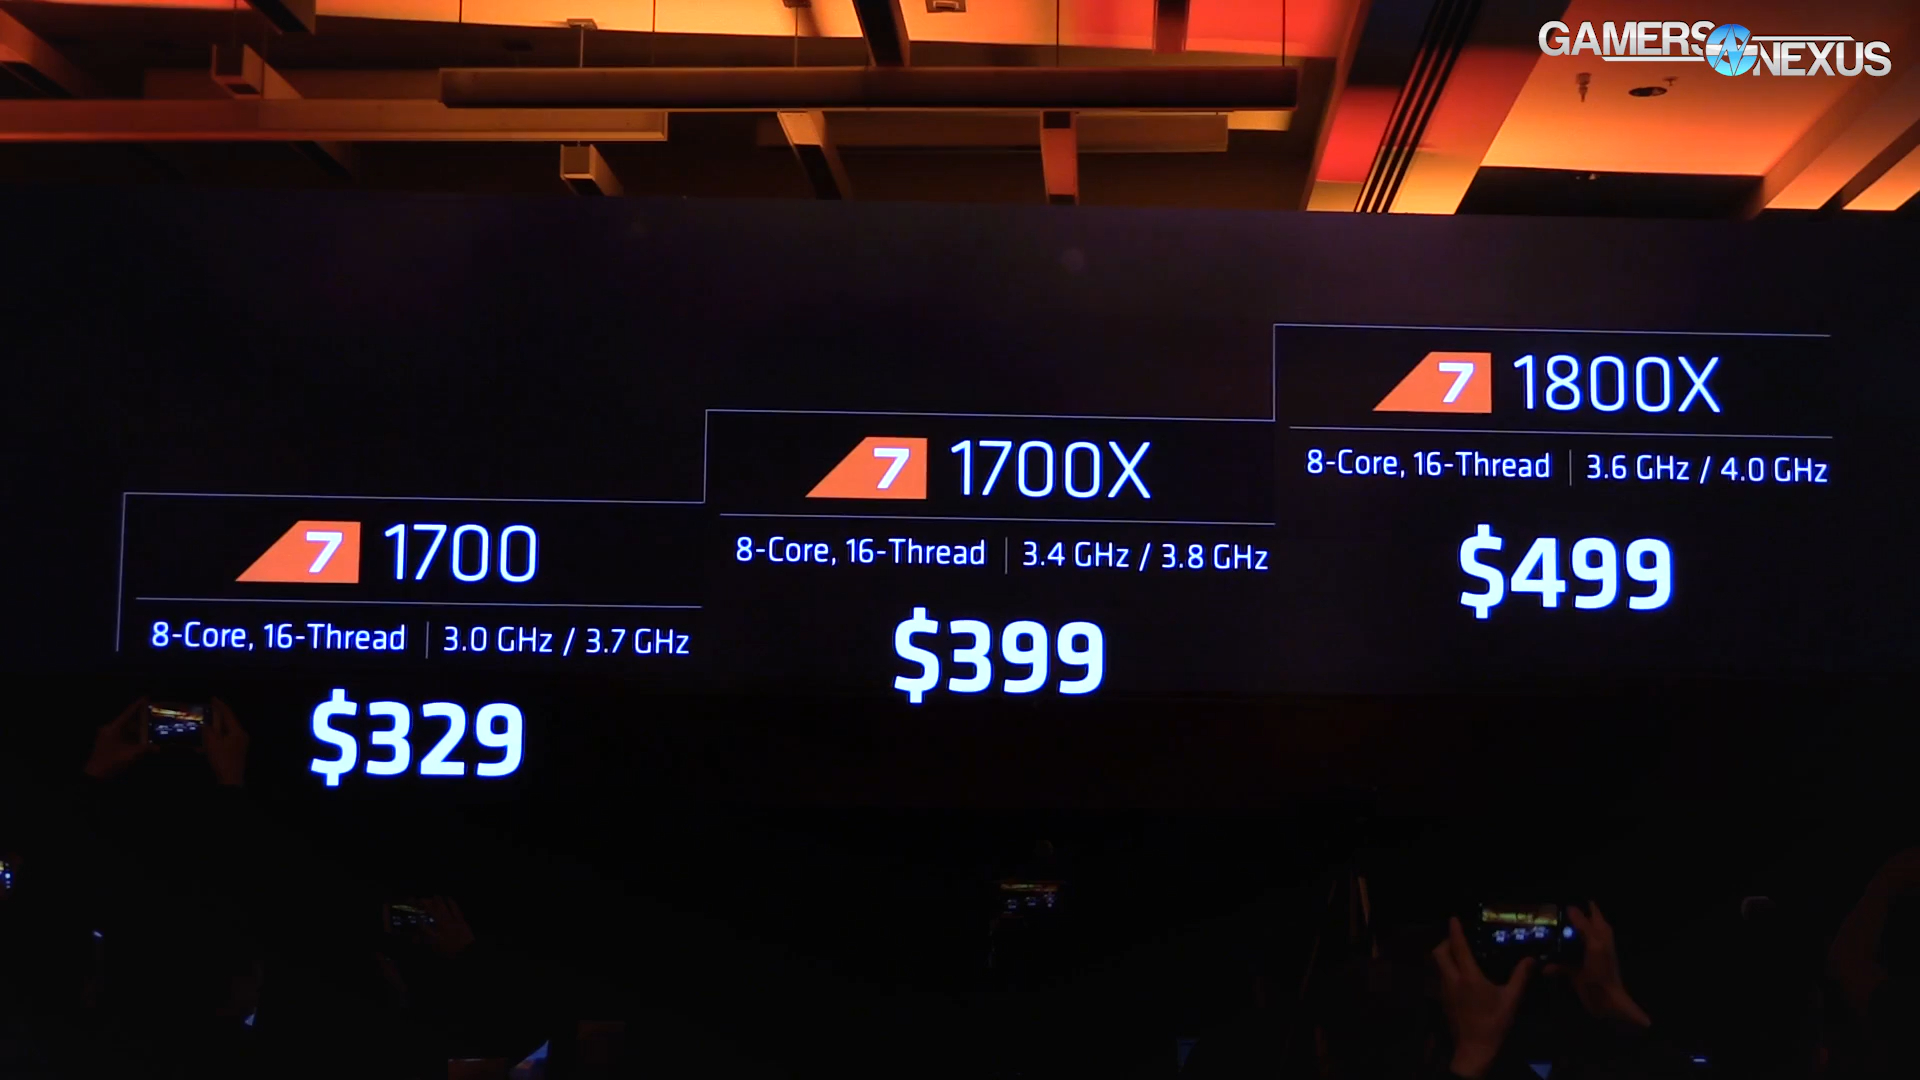 GAMERS NEXUS
7 1700
8-Core, 16-Thread | 3.0 GHz / 3.7 GHz
$329
7 1700X
8-Core, 16-Thread | 3.4 GHz / 3.8 GHz
$399
7 1800X
8-Core, 16-Thread | 3.6 GHz / 4.0 GHz
$499